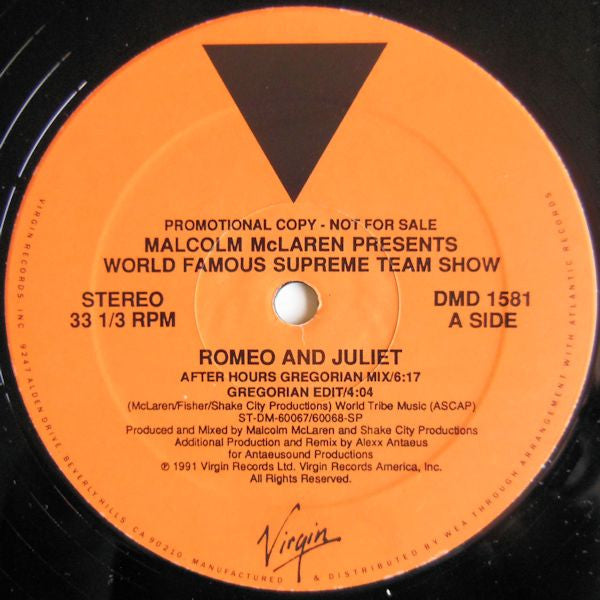 PROMOTIONAL COPY - NOT FOR SALE
MALCOLM McLAREN PRESENTS
WORLD FAMOUS SUPREME TEAM SHOW
STEREO
33 1/3 RPM
DMD 1581
A SIDE
ROMEO AND JULIET
AFTER HOURS GREGORIAN MIX/6:17
GREGORIAN EDIT/4:04
(McLaren/Fisher/Shake City Productions) World Tribe Music (ASCAP)
ST-DM-60067/60068-SP
Produced and Mixed by Malcolm McLaren and Shake City Productions
Additional Production and Remix by Alexx Antaeus
for Antaeusound Productions
℗ 1991 Virgin Records Ltd. Virgin Records America, Inc.
All Rights Reserved.
Virgin
VIRGIN RECORDS, INC. 9247 ALDEN DRIVE, BEVERLY HILLS, CA 90210. MANUFACTURED & DISTRIBUTED BY WEA THROUGH ARRANGEMENT WITH ATLANTIC RECORDS